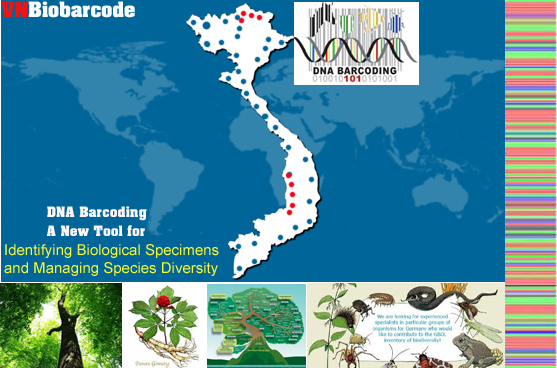 VNBiobarcode
DNA BARCODING
0100101010101001
DNA Barcoding
A New Tool for
Identifying Biological Specimens
and Managing Species Diversity
Panax Ginseng
We are looking for experienced
specialists in particular groups of
organisms for Germany who would
like to contribute to the GBOL
inventory of biodiversity!